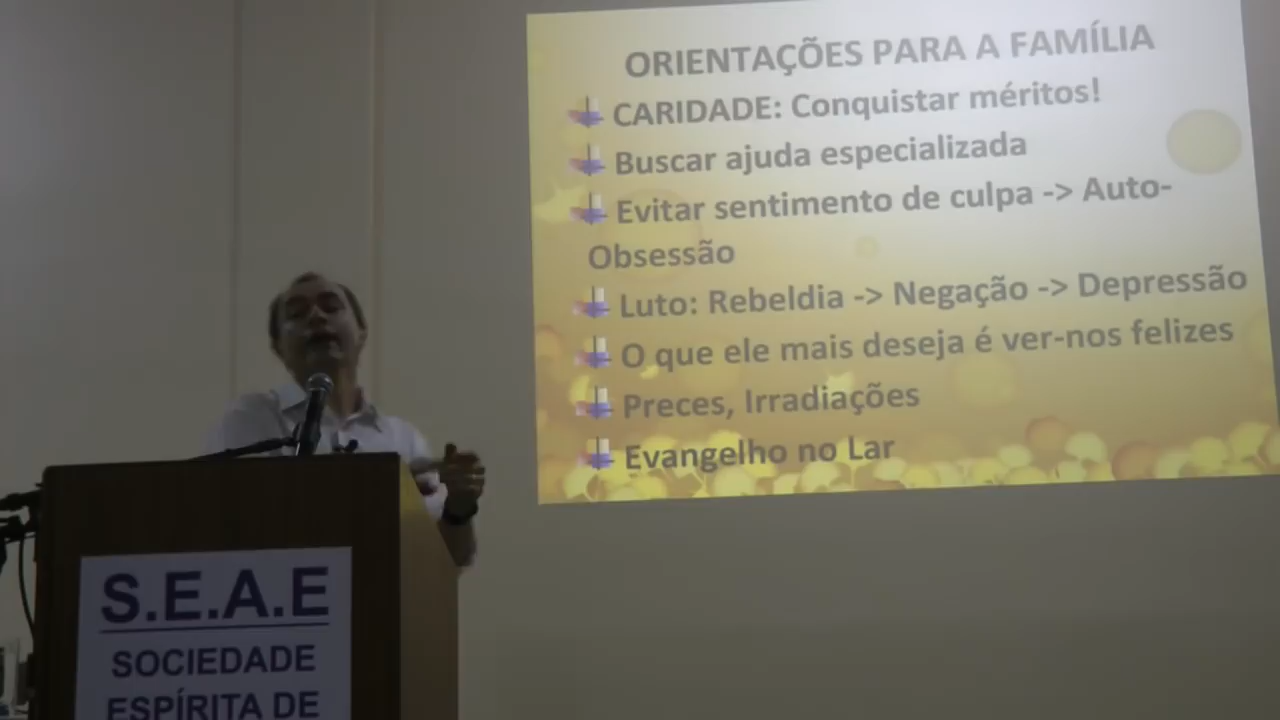 ORIENTAÇÕES PARA A FAMÍLIA
CARIDADE: Conquistar méritos!
Buscar ajuda especializada
Evitar sentimento de culpa -> Auto-
Obsessão
Luto: Rebeldia -> Negação -> Depressão
O que ele mais deseja é ver-nos felizes
Preces, Irradiações
Evangelho no Lar
S.E.A.E
SOCIEDADE
ESPÍRITA DE